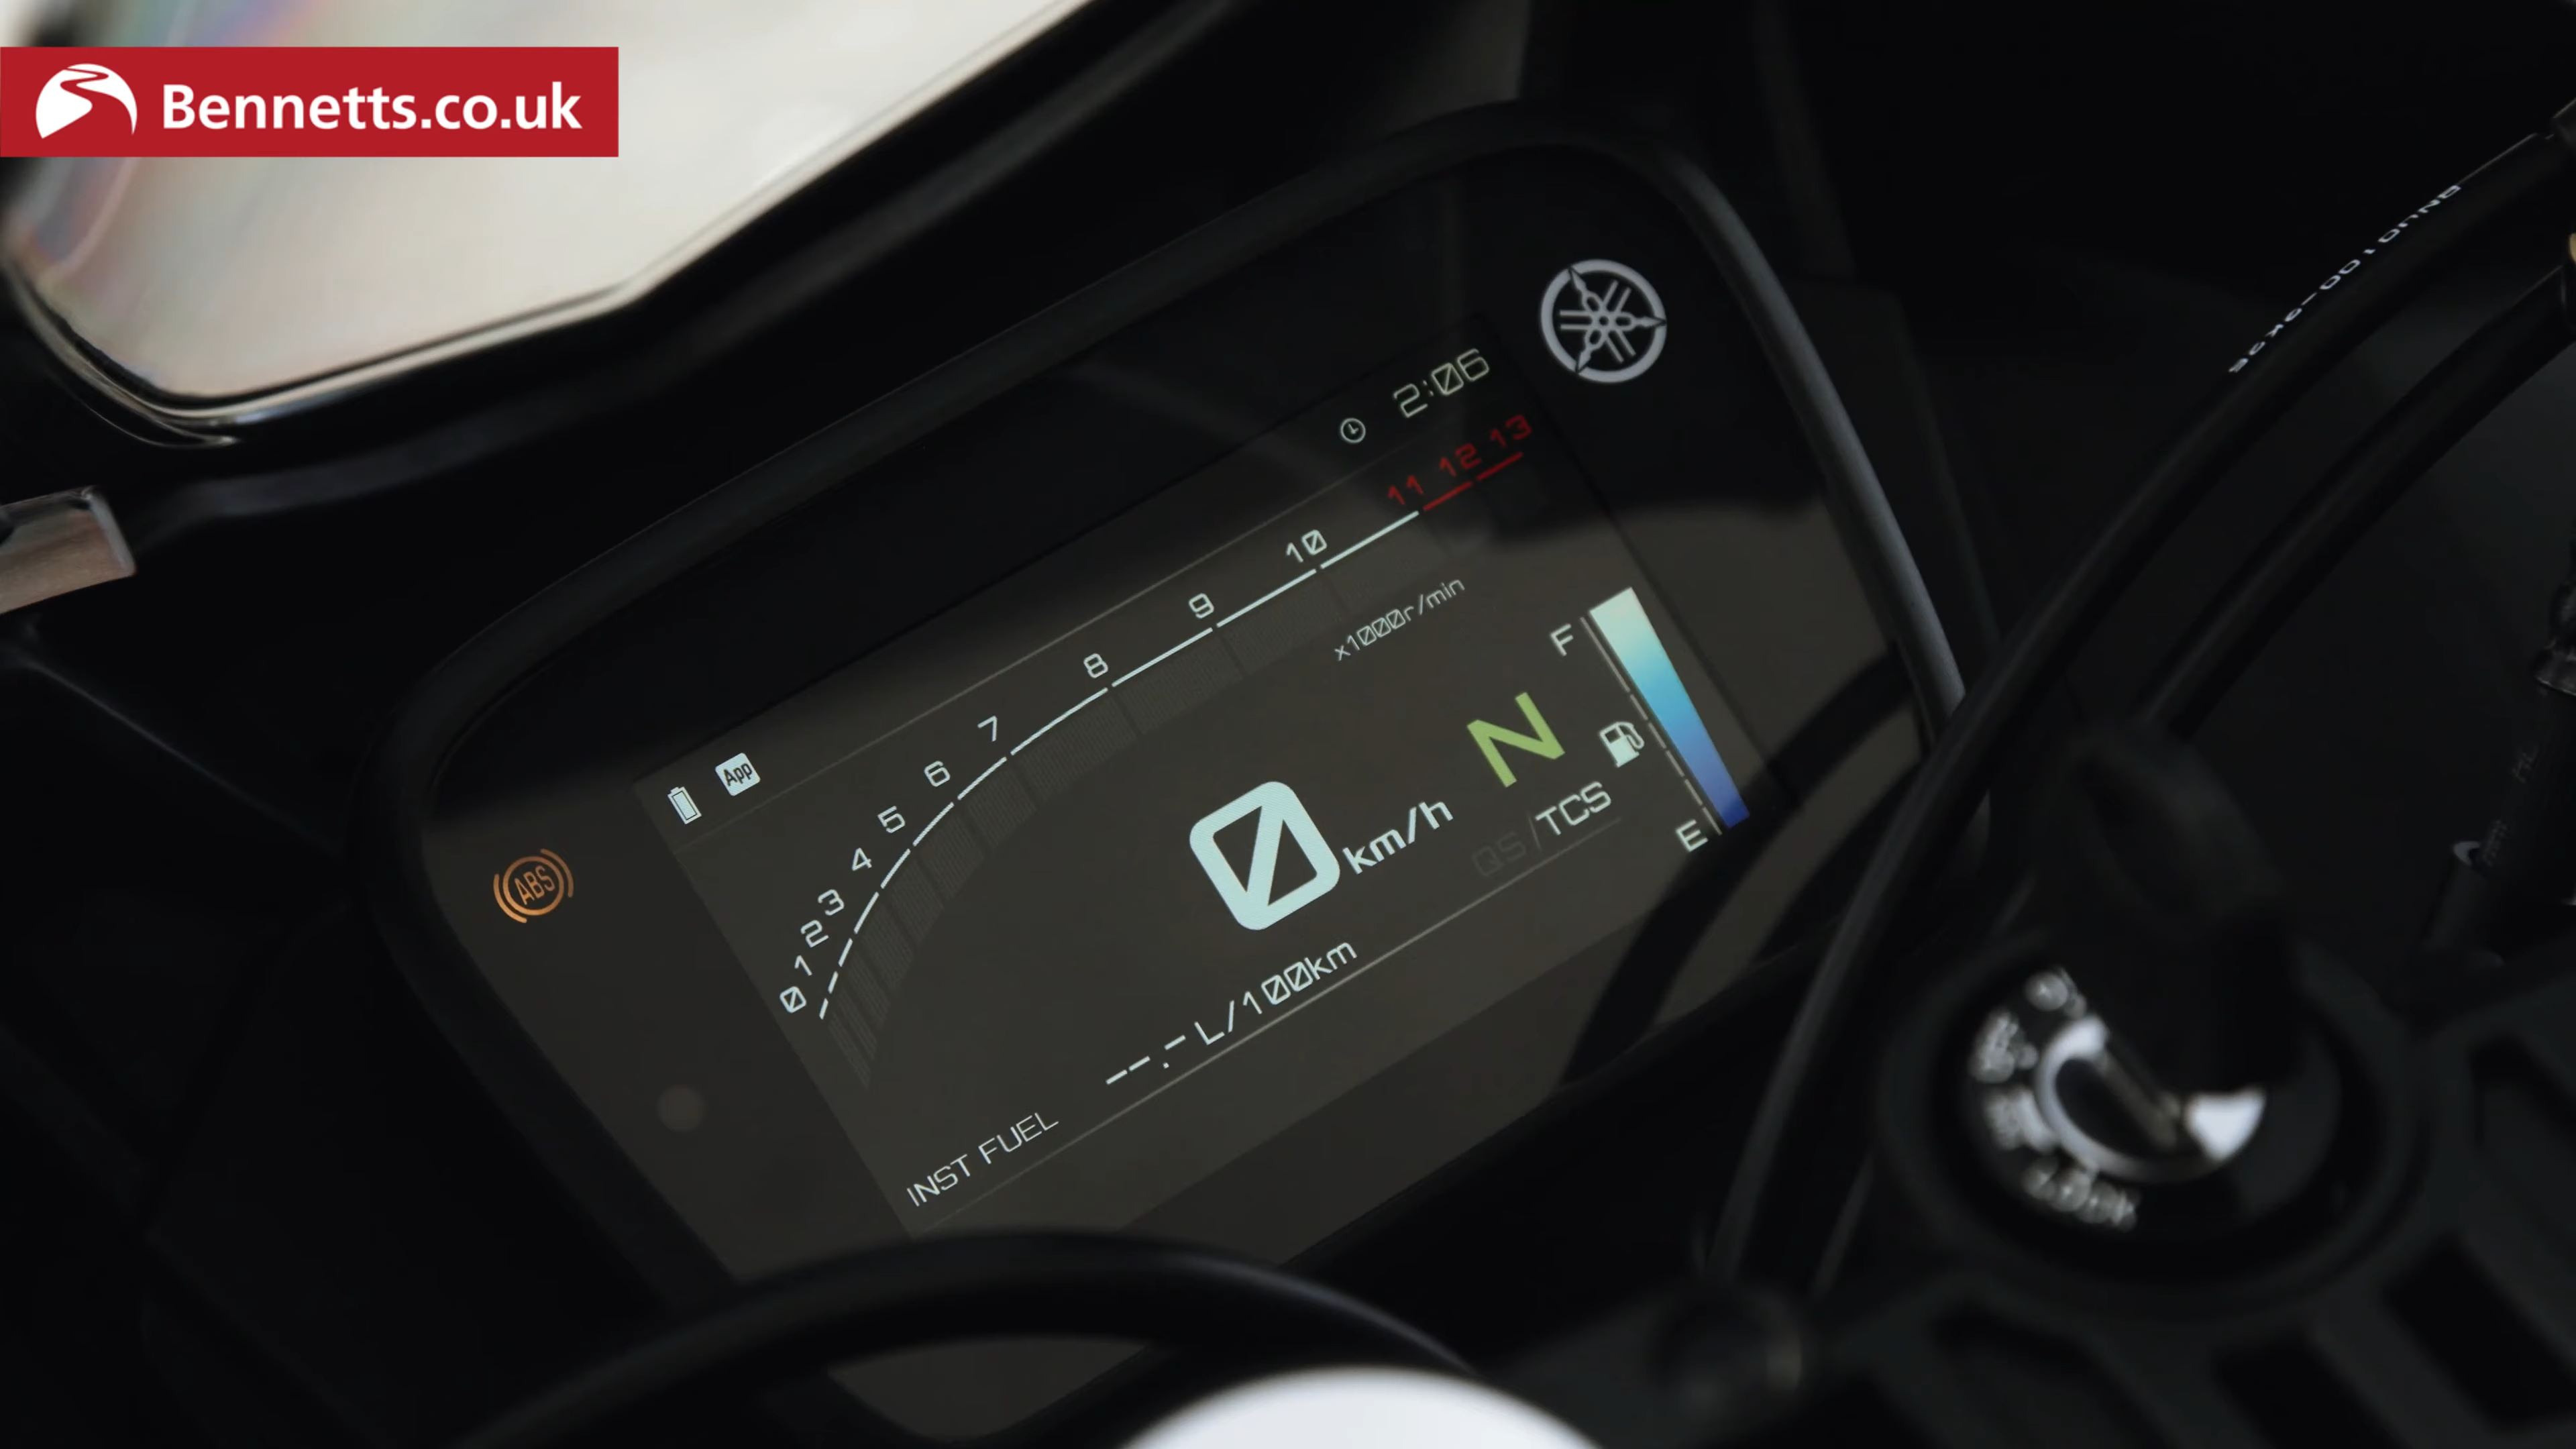 Bennetts.co.uk
2:06
App
0 1 2 3 4 5 6 7 8 9 10 11 12 13
x1000r/min
ABS
N
F
0 km/h
QS/TCS
E
--.- L/100km
INST FUEL